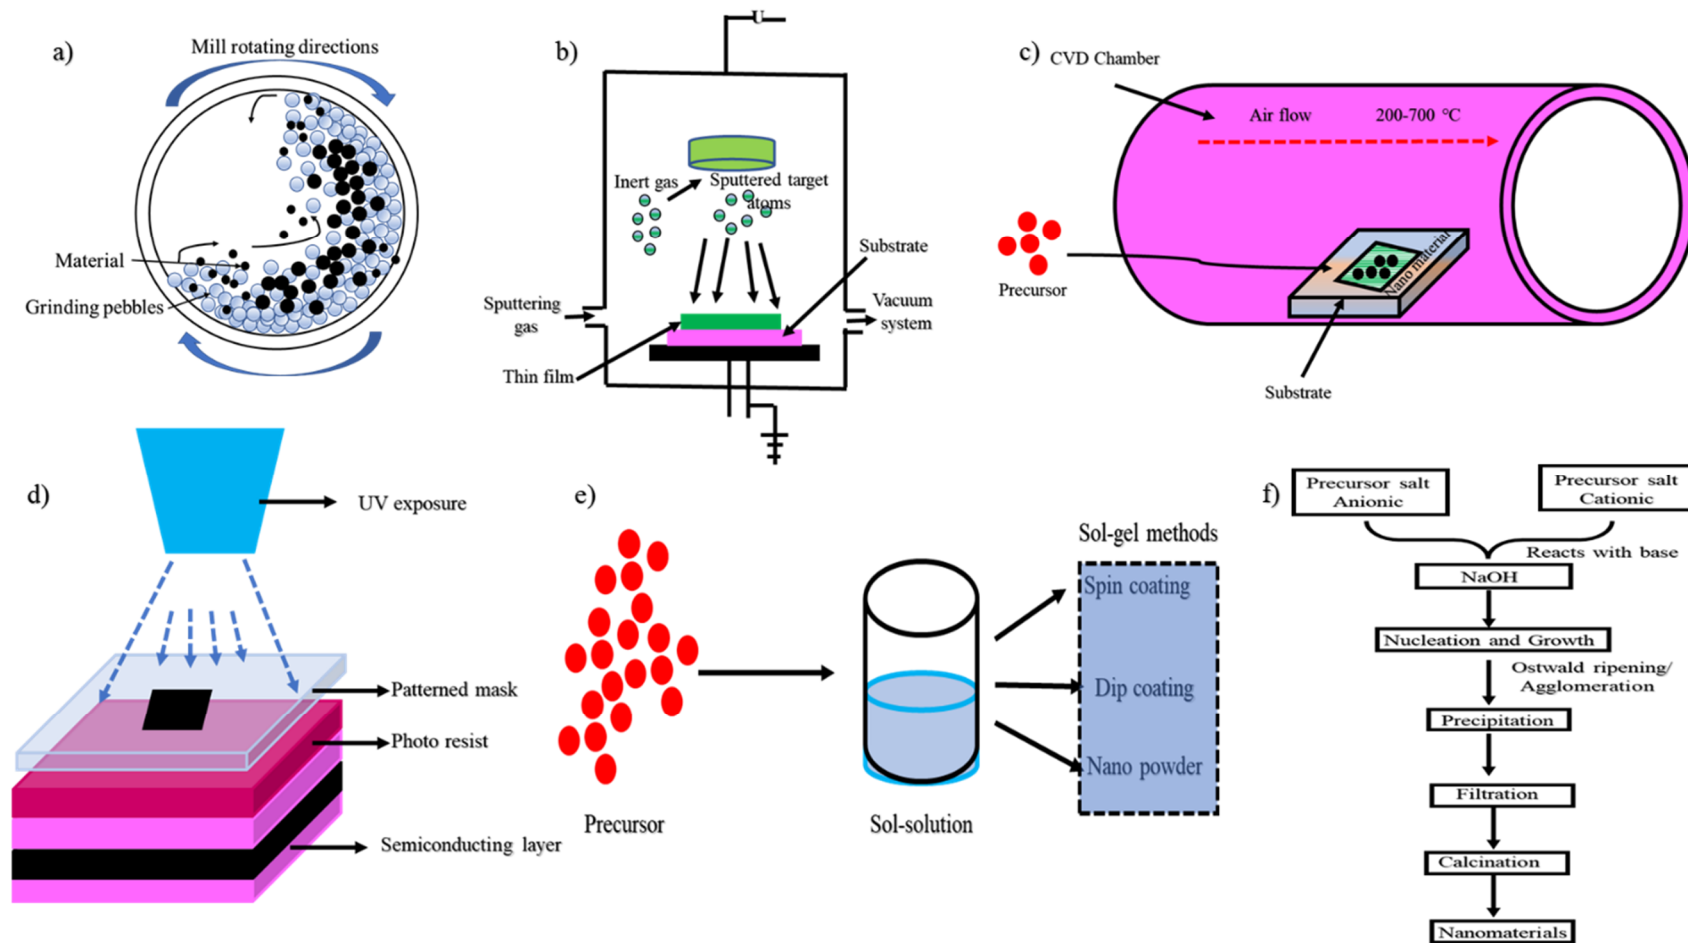 a)
Mill rotating directions
Material
Grinding pebbles
b)
U
Inert gas
Sputtered target
atoms
Substrate
Sputtering
gas
Vacuum
system
Thin film
c)
CVD Chamber
Air flow
200-700 °C
Precursor
Nano material
Substrate
d)
UV exposure
Patterned mask
Photo resist
Semiconducting layer
e)
Precursor
Sol-solution
Sol-gel methods
Spin coating
Dip coating
Nano powder
f)
Precursor salt
Anionic
Precursor salt
Cationic
Reacts with base
NaOH
Nucleation and Growth
Ostwald ripening/
Agglomeration
Precipitation
Filtration
Calcination
Nanomaterials